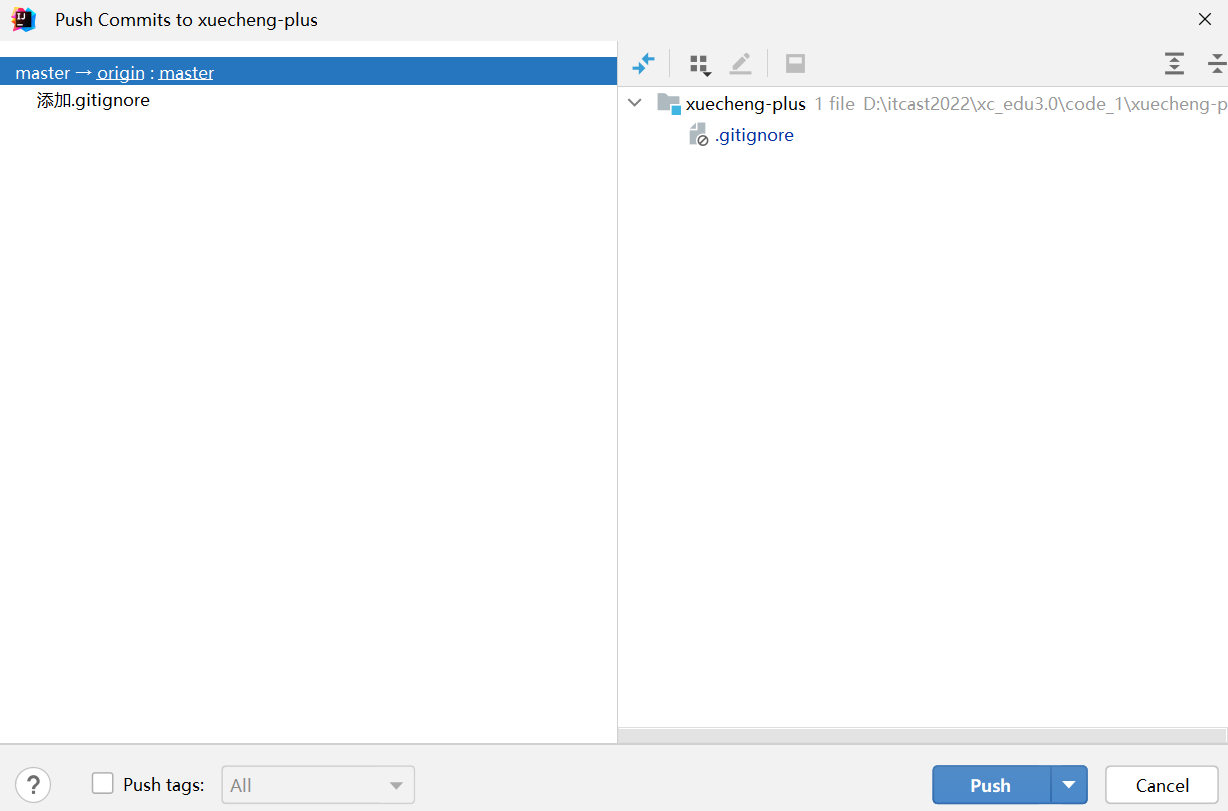 Push Commits to xuecheng-plus
master → origin : master
添加.gitignore
xuecheng-plus 1 file D:\itcast2022\xc_edu3.0\code_1\xuecheng-p
.gitignore
? Push tags: All Push Cancel